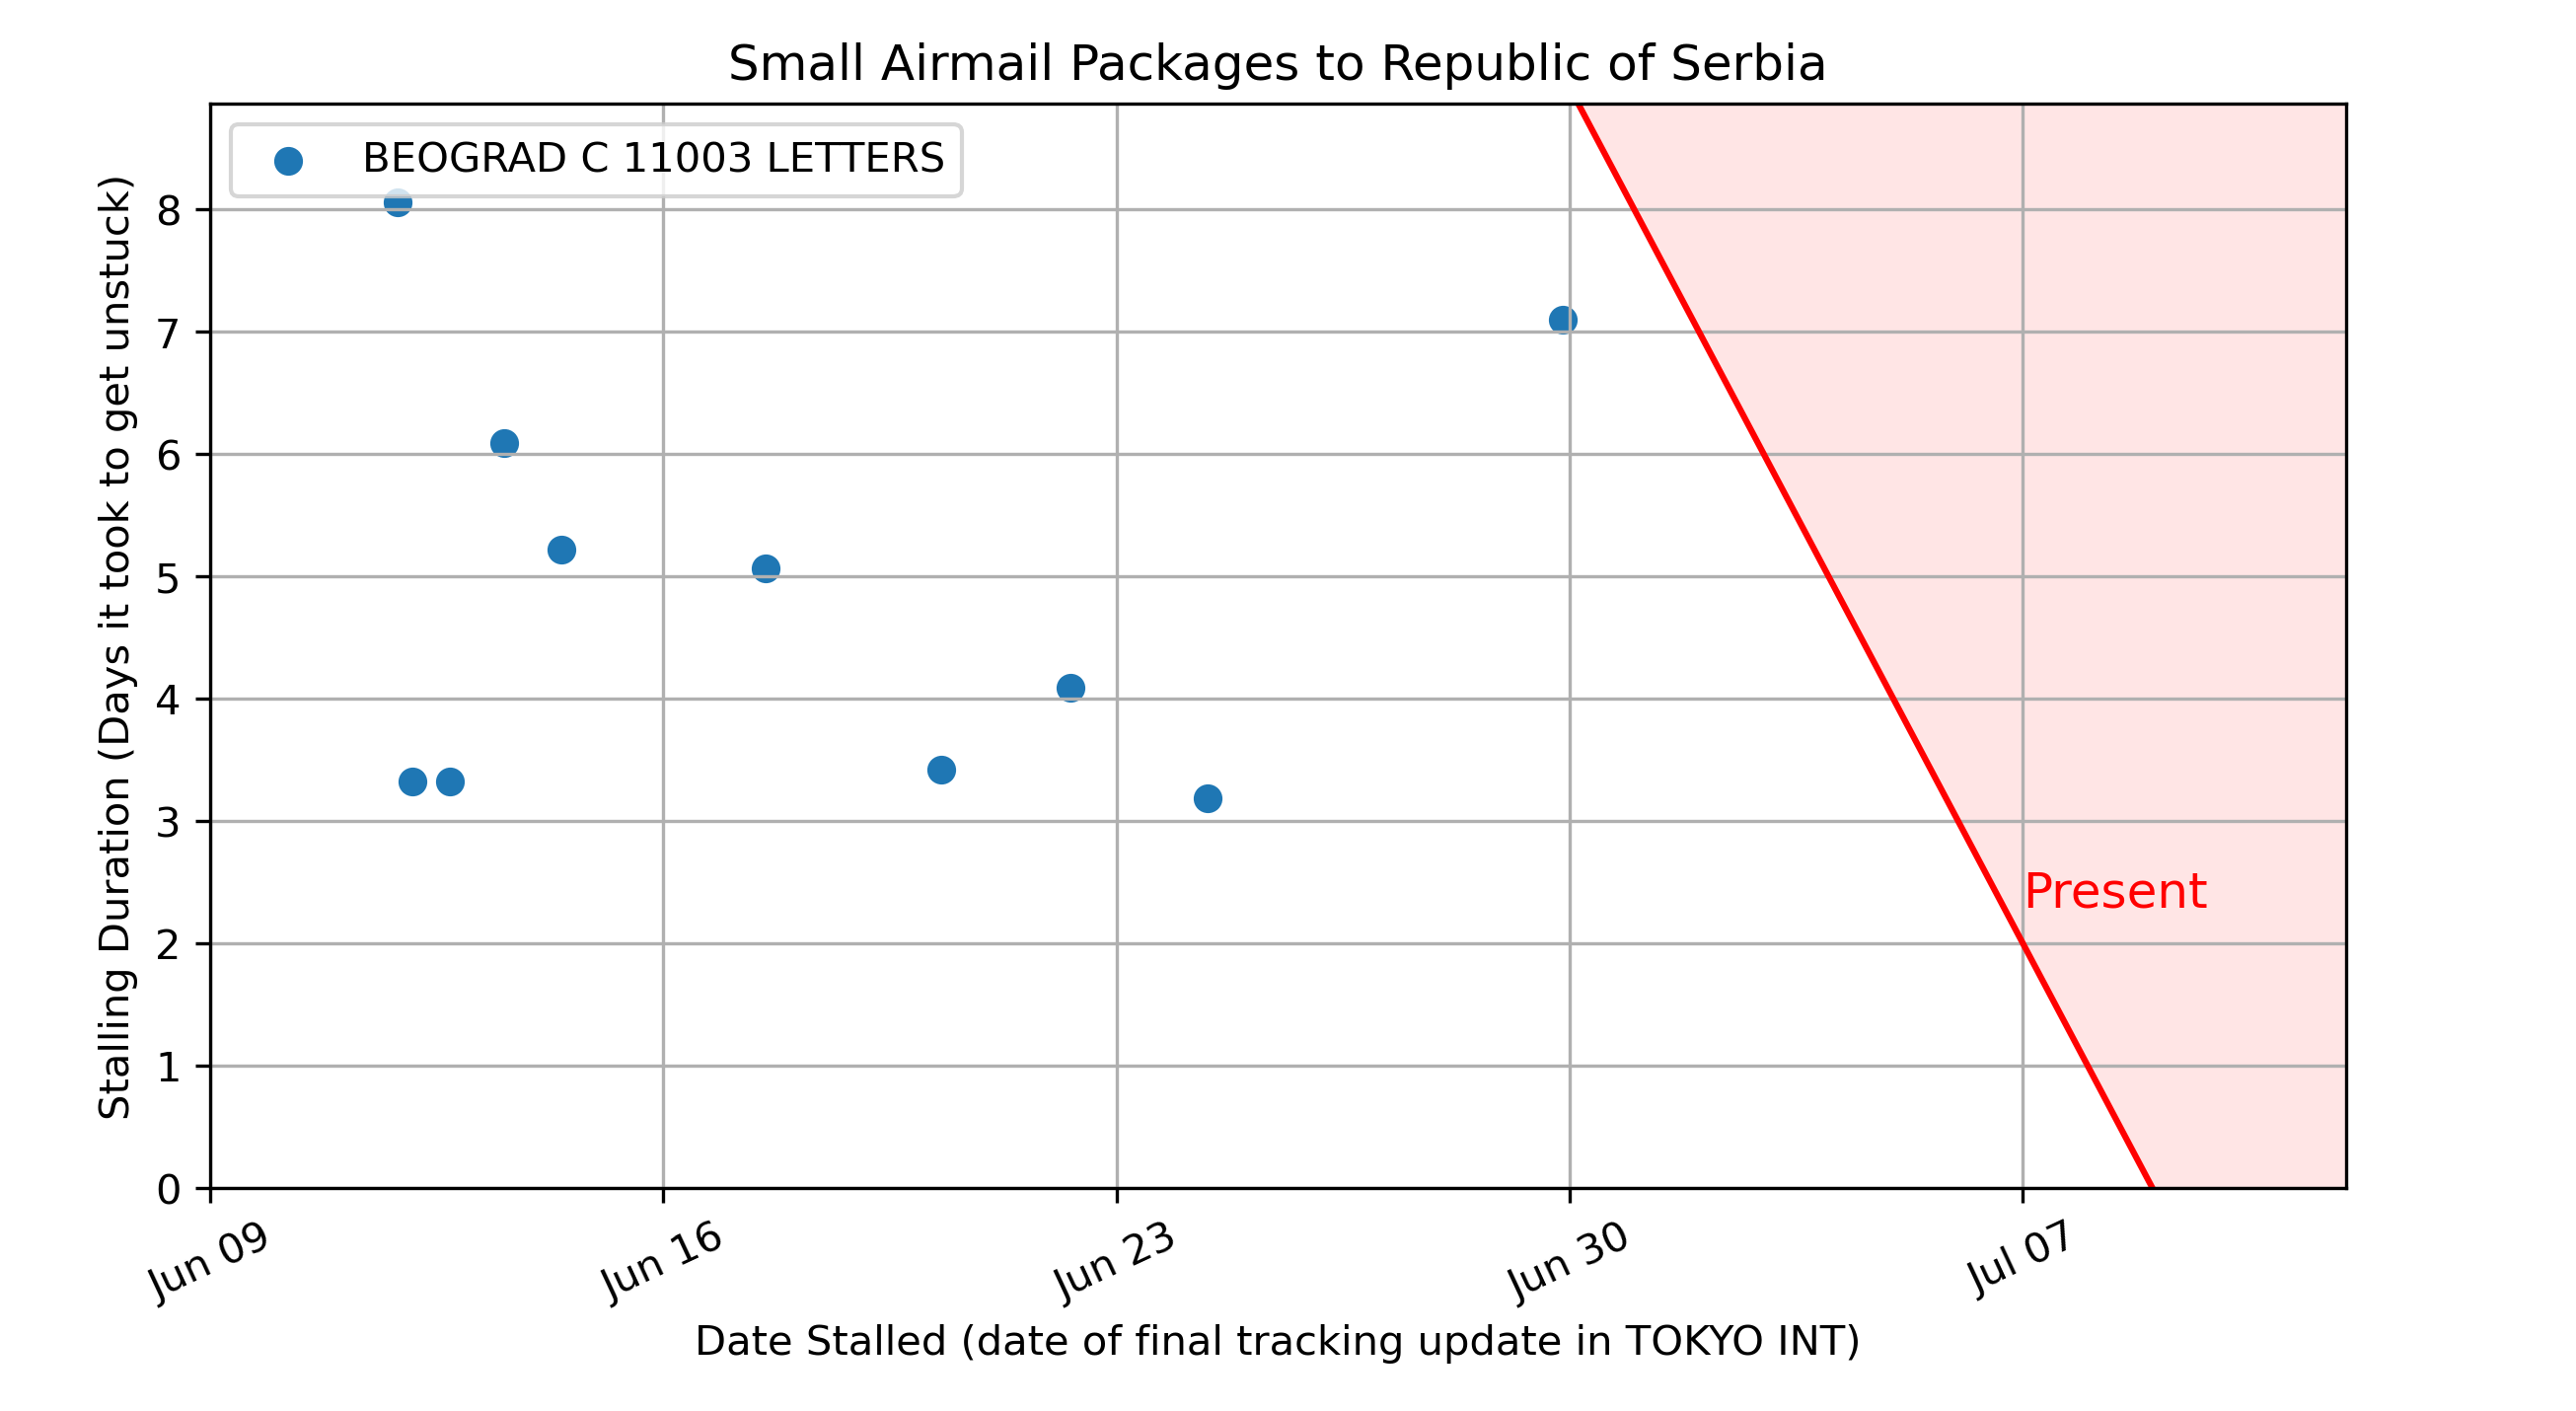 Small Airmail Packages to Republic of Serbia
BEOGRAD C 11003 LETTERS
Stalling Duration (Days it took to get unstuck)
8
7
6
5
4
3
2
1
0
Present
Jun 09
Jun 16
Jun 23
Jun 30
Jul 07
Date Stalled (date of final tracking update in TOKYO INT)